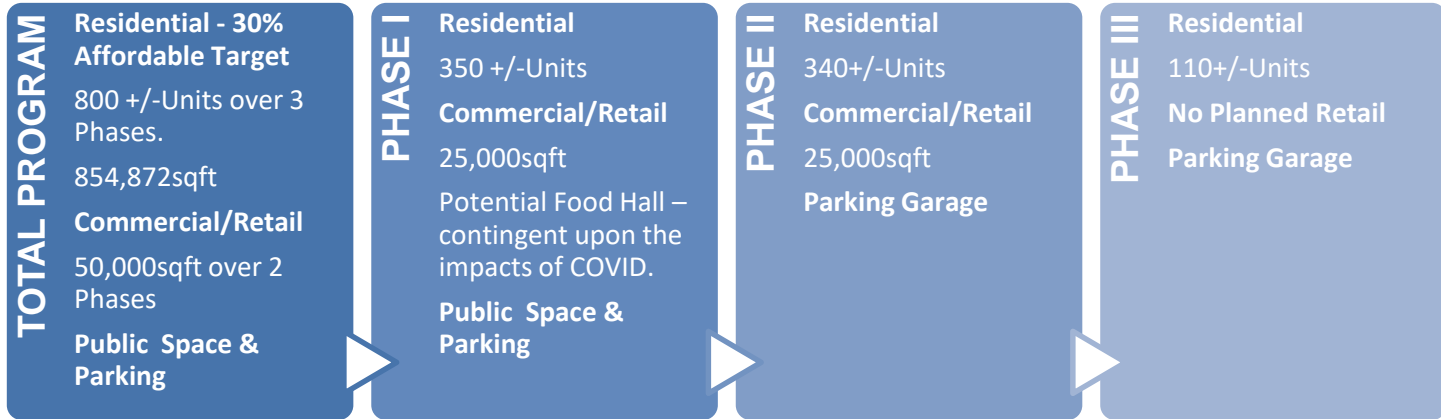 TOTAL PROGRAM
Residential - 30%
Affordable Target
800 +/-Units over 3
Phases.
854,872sqft
Commercial/Retail
50,000sqft over 2
Phases
Public  Space &
Parking
PHASE I
Residential
350 +/-Units
Commercial/Retail
25,000sqft
Potential Food Hall –
contingent upon the
impacts of COVID.
Public  Space &
Parking
PHASE II
Residential
340+/-Units
Commercial/Retail
25,000sqft
Parking Garage
PHASE III
Residential
110+/-Units
No Planned Retail
Parking Garage